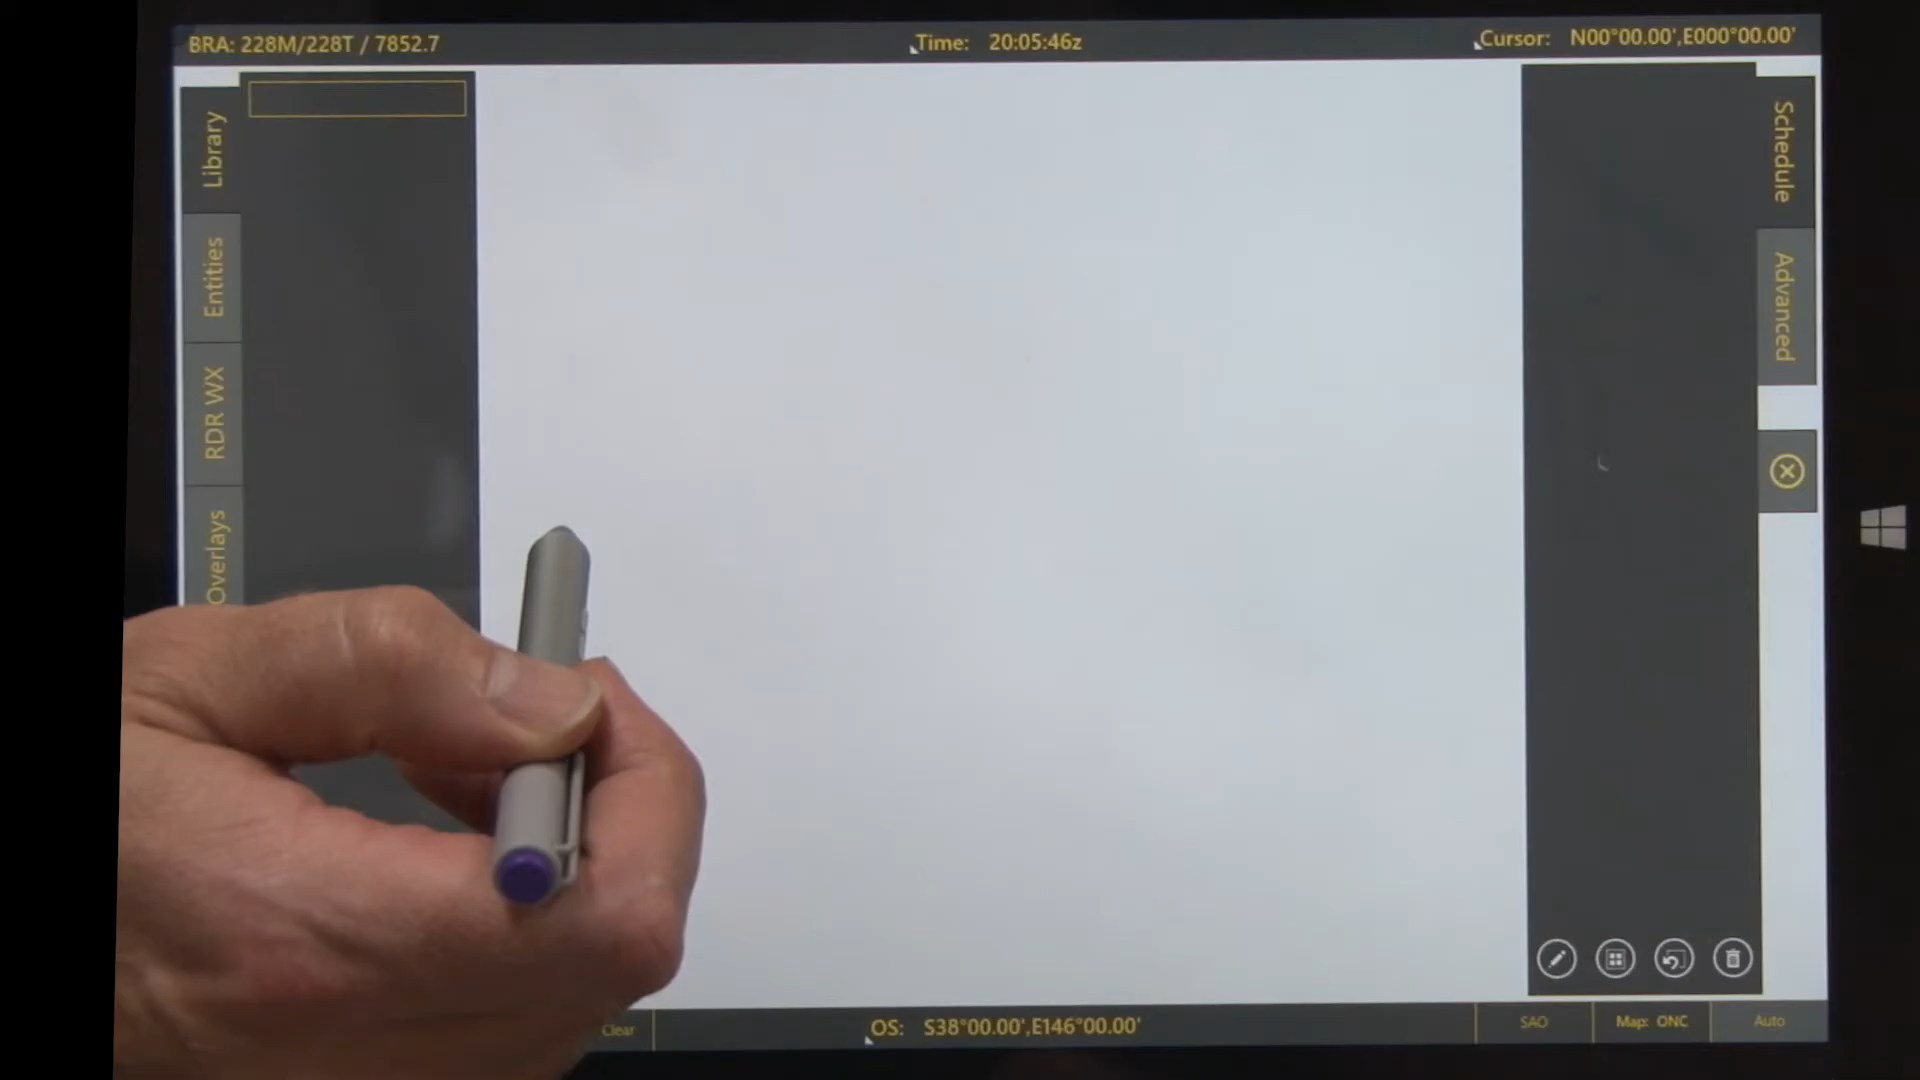 BRA: 228M/228T / 7852.7
Time: 20:05:46z
Cursor: N00°00.00',E000°00.00'
Library
Entities
RDR WX
Overlays
Schedule
Advanced
Clear
OS: S38°00.00',E146°00.00'
SAO
Map: ONC
Auto